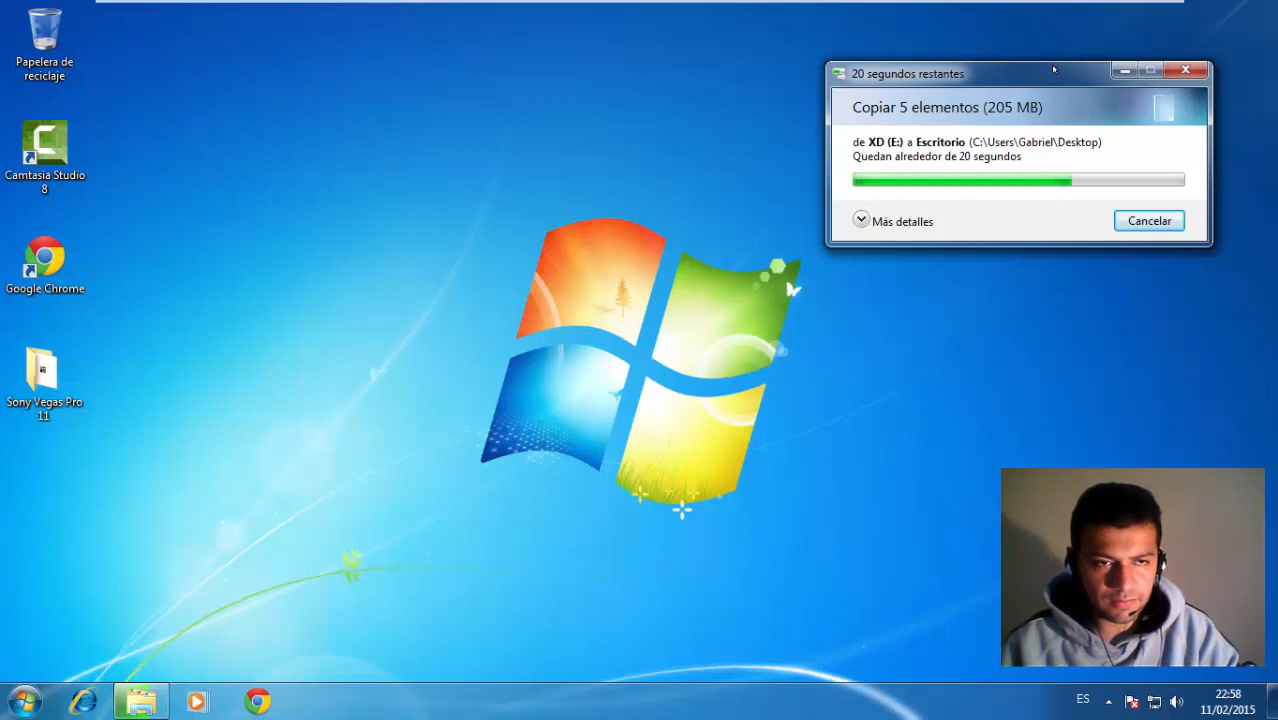 Papelera de
reciclaje
Camtasia Studio
8
Google Chrome
Sony Vegas Pro
11
20 segundos restantes
Copiar 5 elementos (205 MB)
de XD (E:) a Escritorio (C:\Users\Gabriel\Desktop)
Quedan alrededor de 20 segundos
Más detalles
Cancelar
ES
22:58
11/02/2015